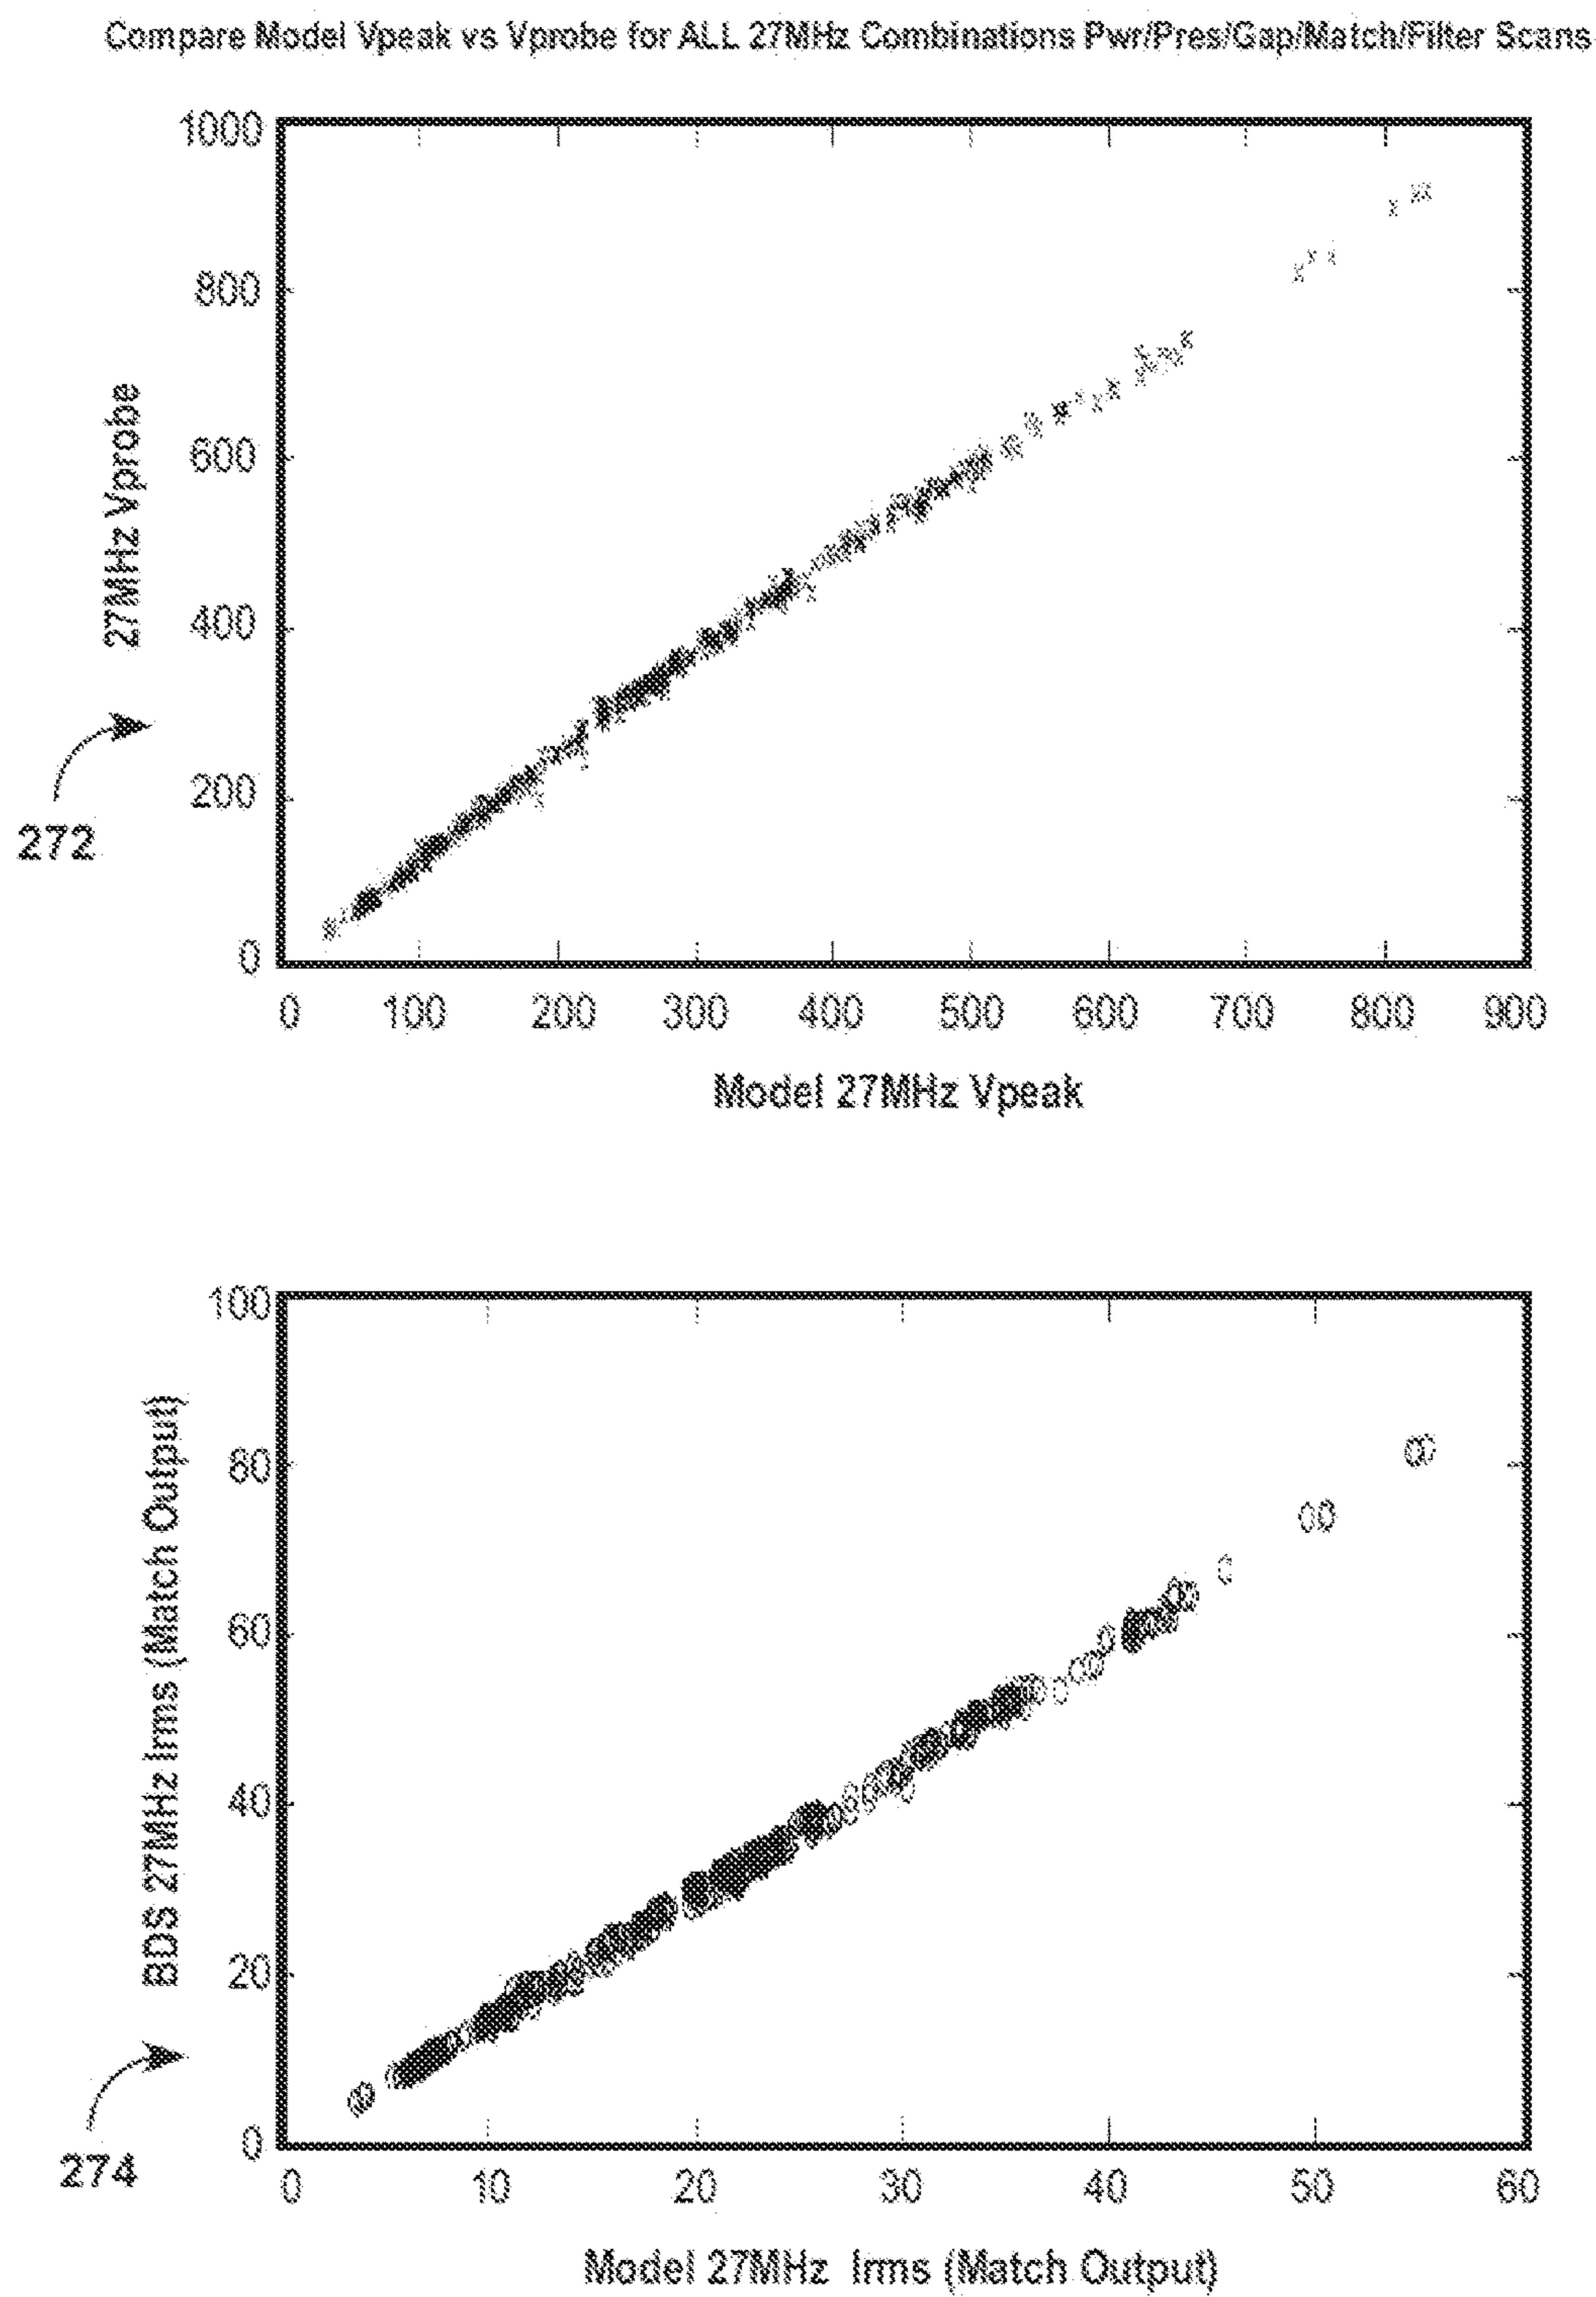 Compare Model Vpeak vs Vprobe for ALL 27MHz Combinations Pwr/Pres/Gap/Match/Filter Scans
1000
800
600
400
200
0
27MHz Vprobe
272
0 100 200 300 400 500 600 700 800 900
Model 27MHz Vpeak
100
80
60
40
20
0
BDS 27MHz Irms (Match Output)
274
0 10 20 30 40 50 60
Model 27MHz Irms (Match Output)